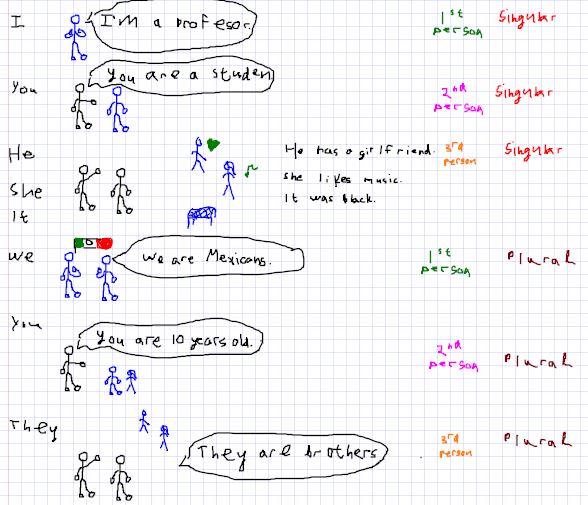 I I'm a profesor. 1st person Singular
You You are a studen 2nd person Singular
He He has a girlfriend. 3rd person Singular
She She likes music.
It It was black.
We We are Mexicans. 1st person Plural
You You are 10 years old. 2nd person Plural
They They are brothers 3rd person Plural